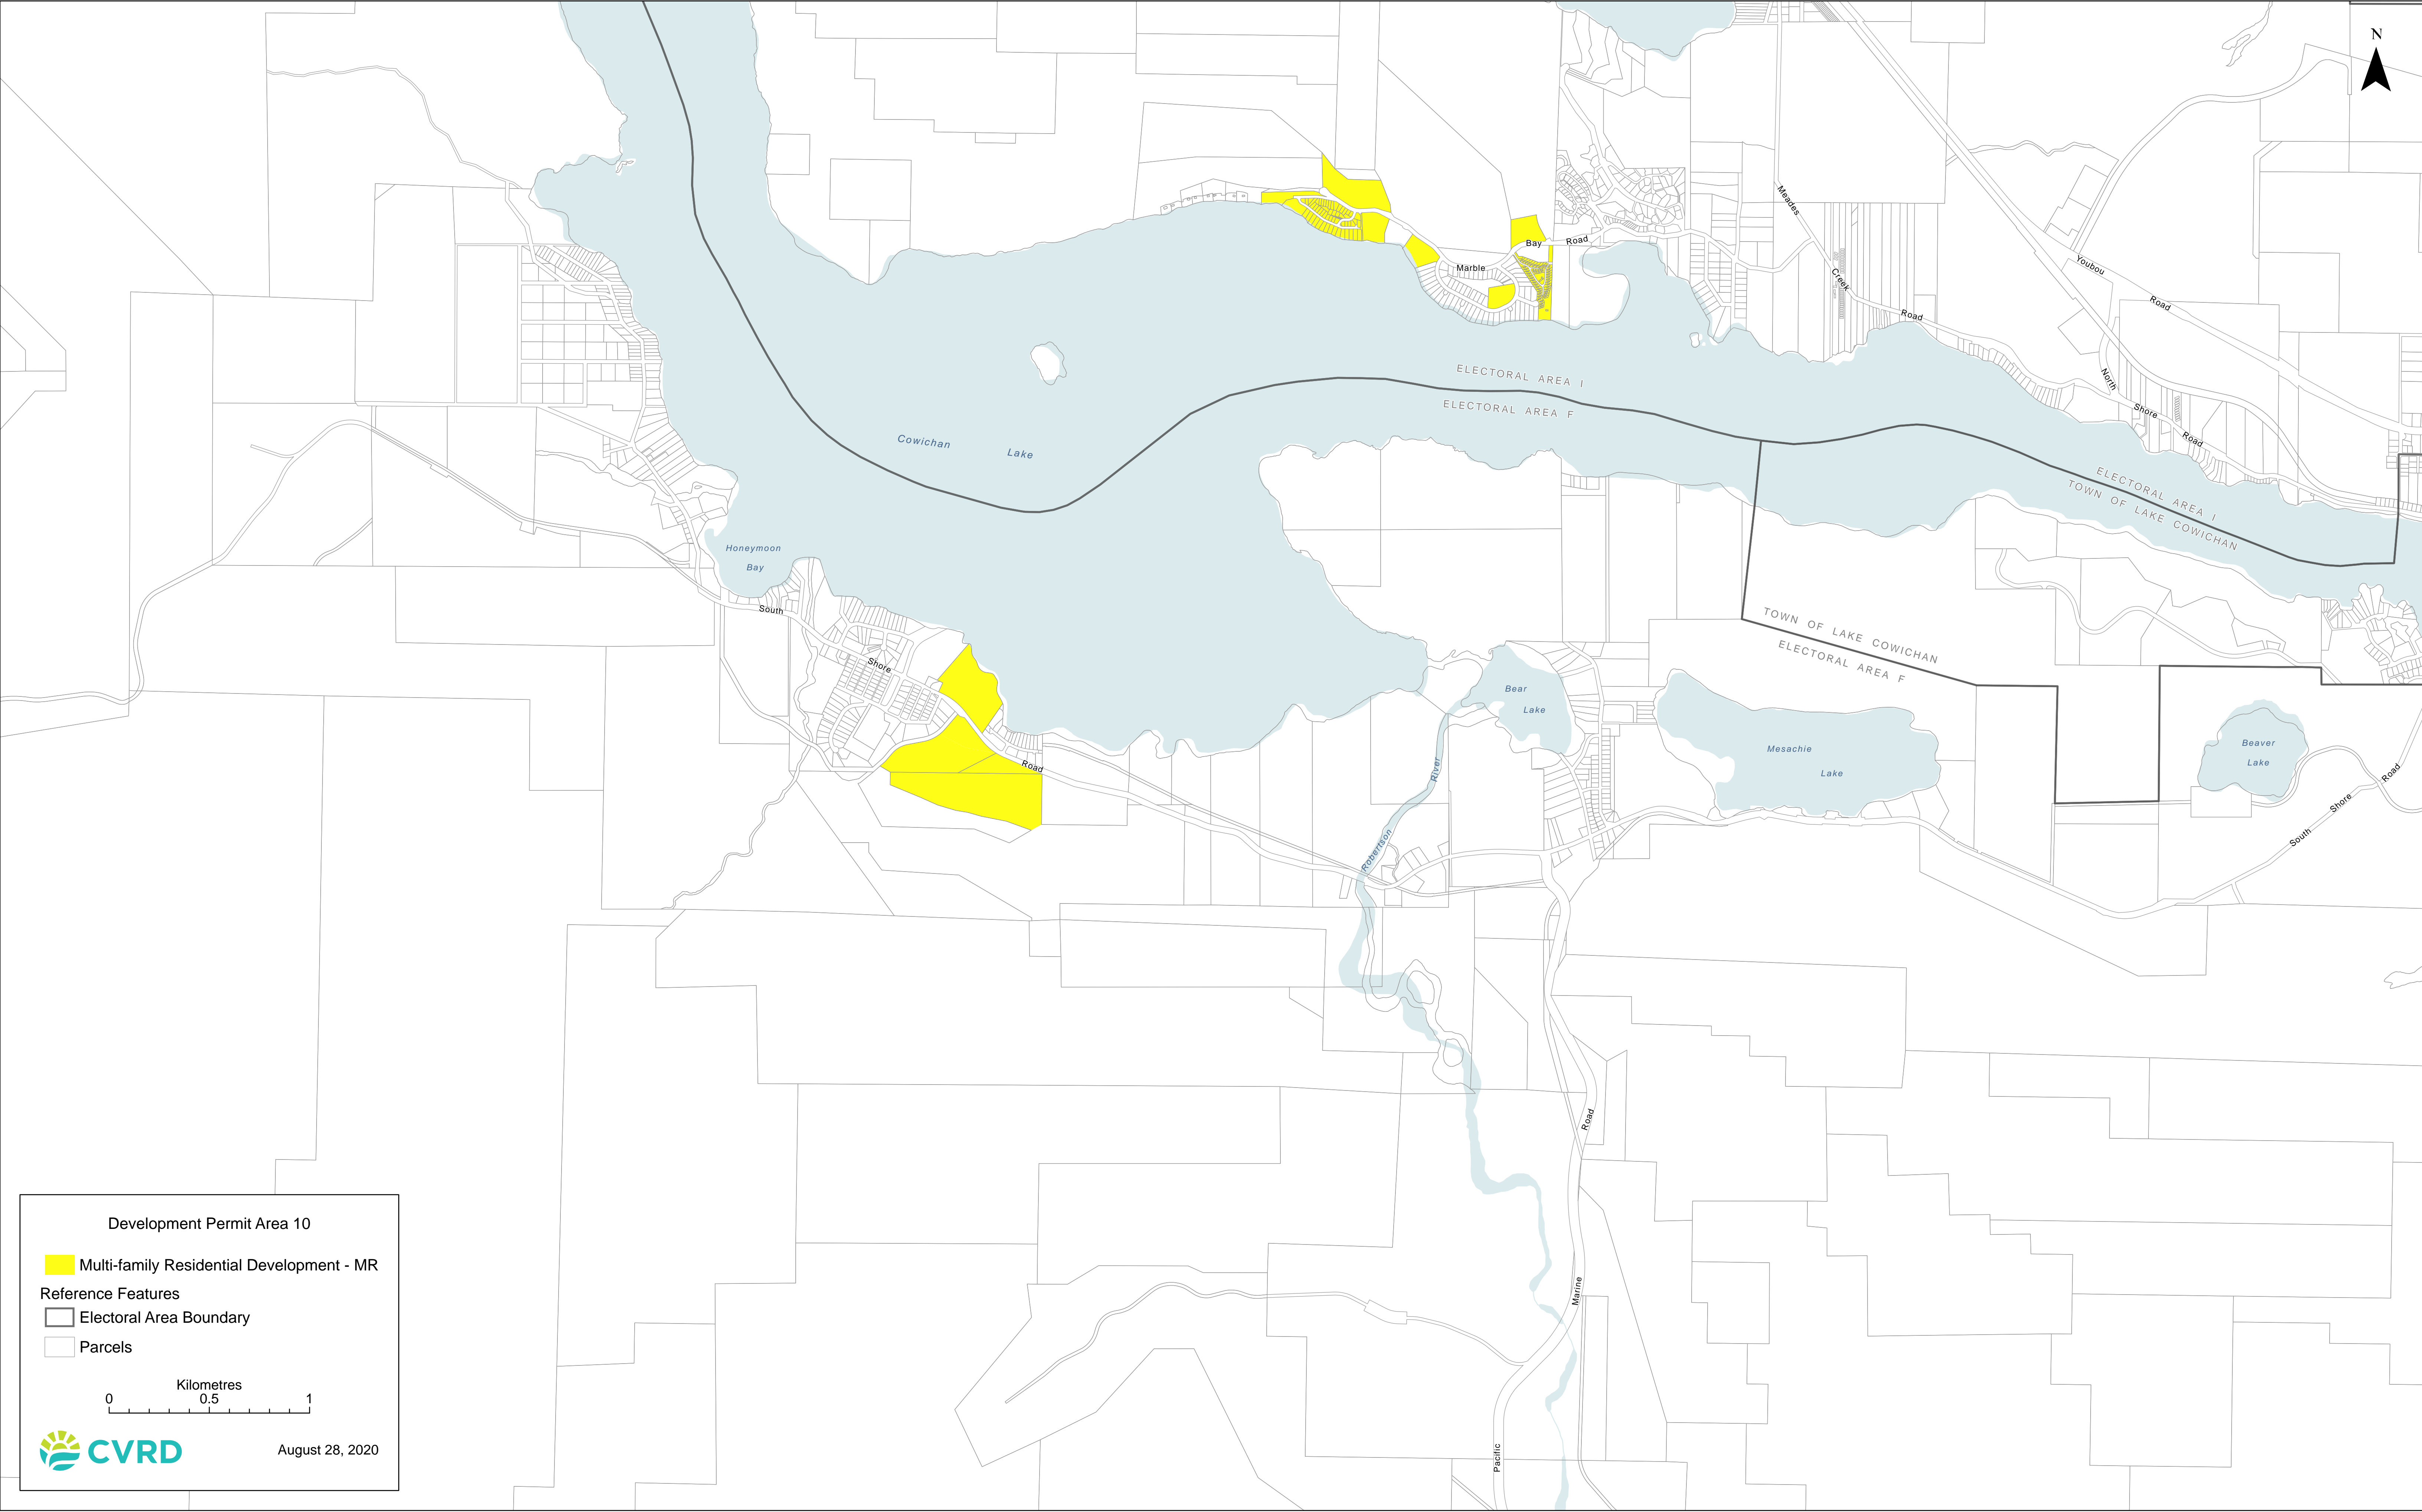 N
Meades
Creek
Road
Bay Road
Marble
Youbou
Road
North
Shore
Road
ELECTORAL AREA I
ELECTORAL AREA F
Cowichan
Lake
ELECTORAL AREA I
TOWN OF LAKE COWICHAN
Honeymoon
Bay
South
Shore
Road
TOWN OF LAKE COWICHAN
ELECTORAL AREA F
Bear
Lake
Mesachie
Lake
Beaver
Lake
River
Robertson
South
Shore
Road
Road
Marine
Pacific
Development Permit Area 10
Multi-family Residential Development - MR
Reference Features
Electoral Area Boundary
Parcels
Kilometres
0 0.5 1
CVRD
August 28, 2020